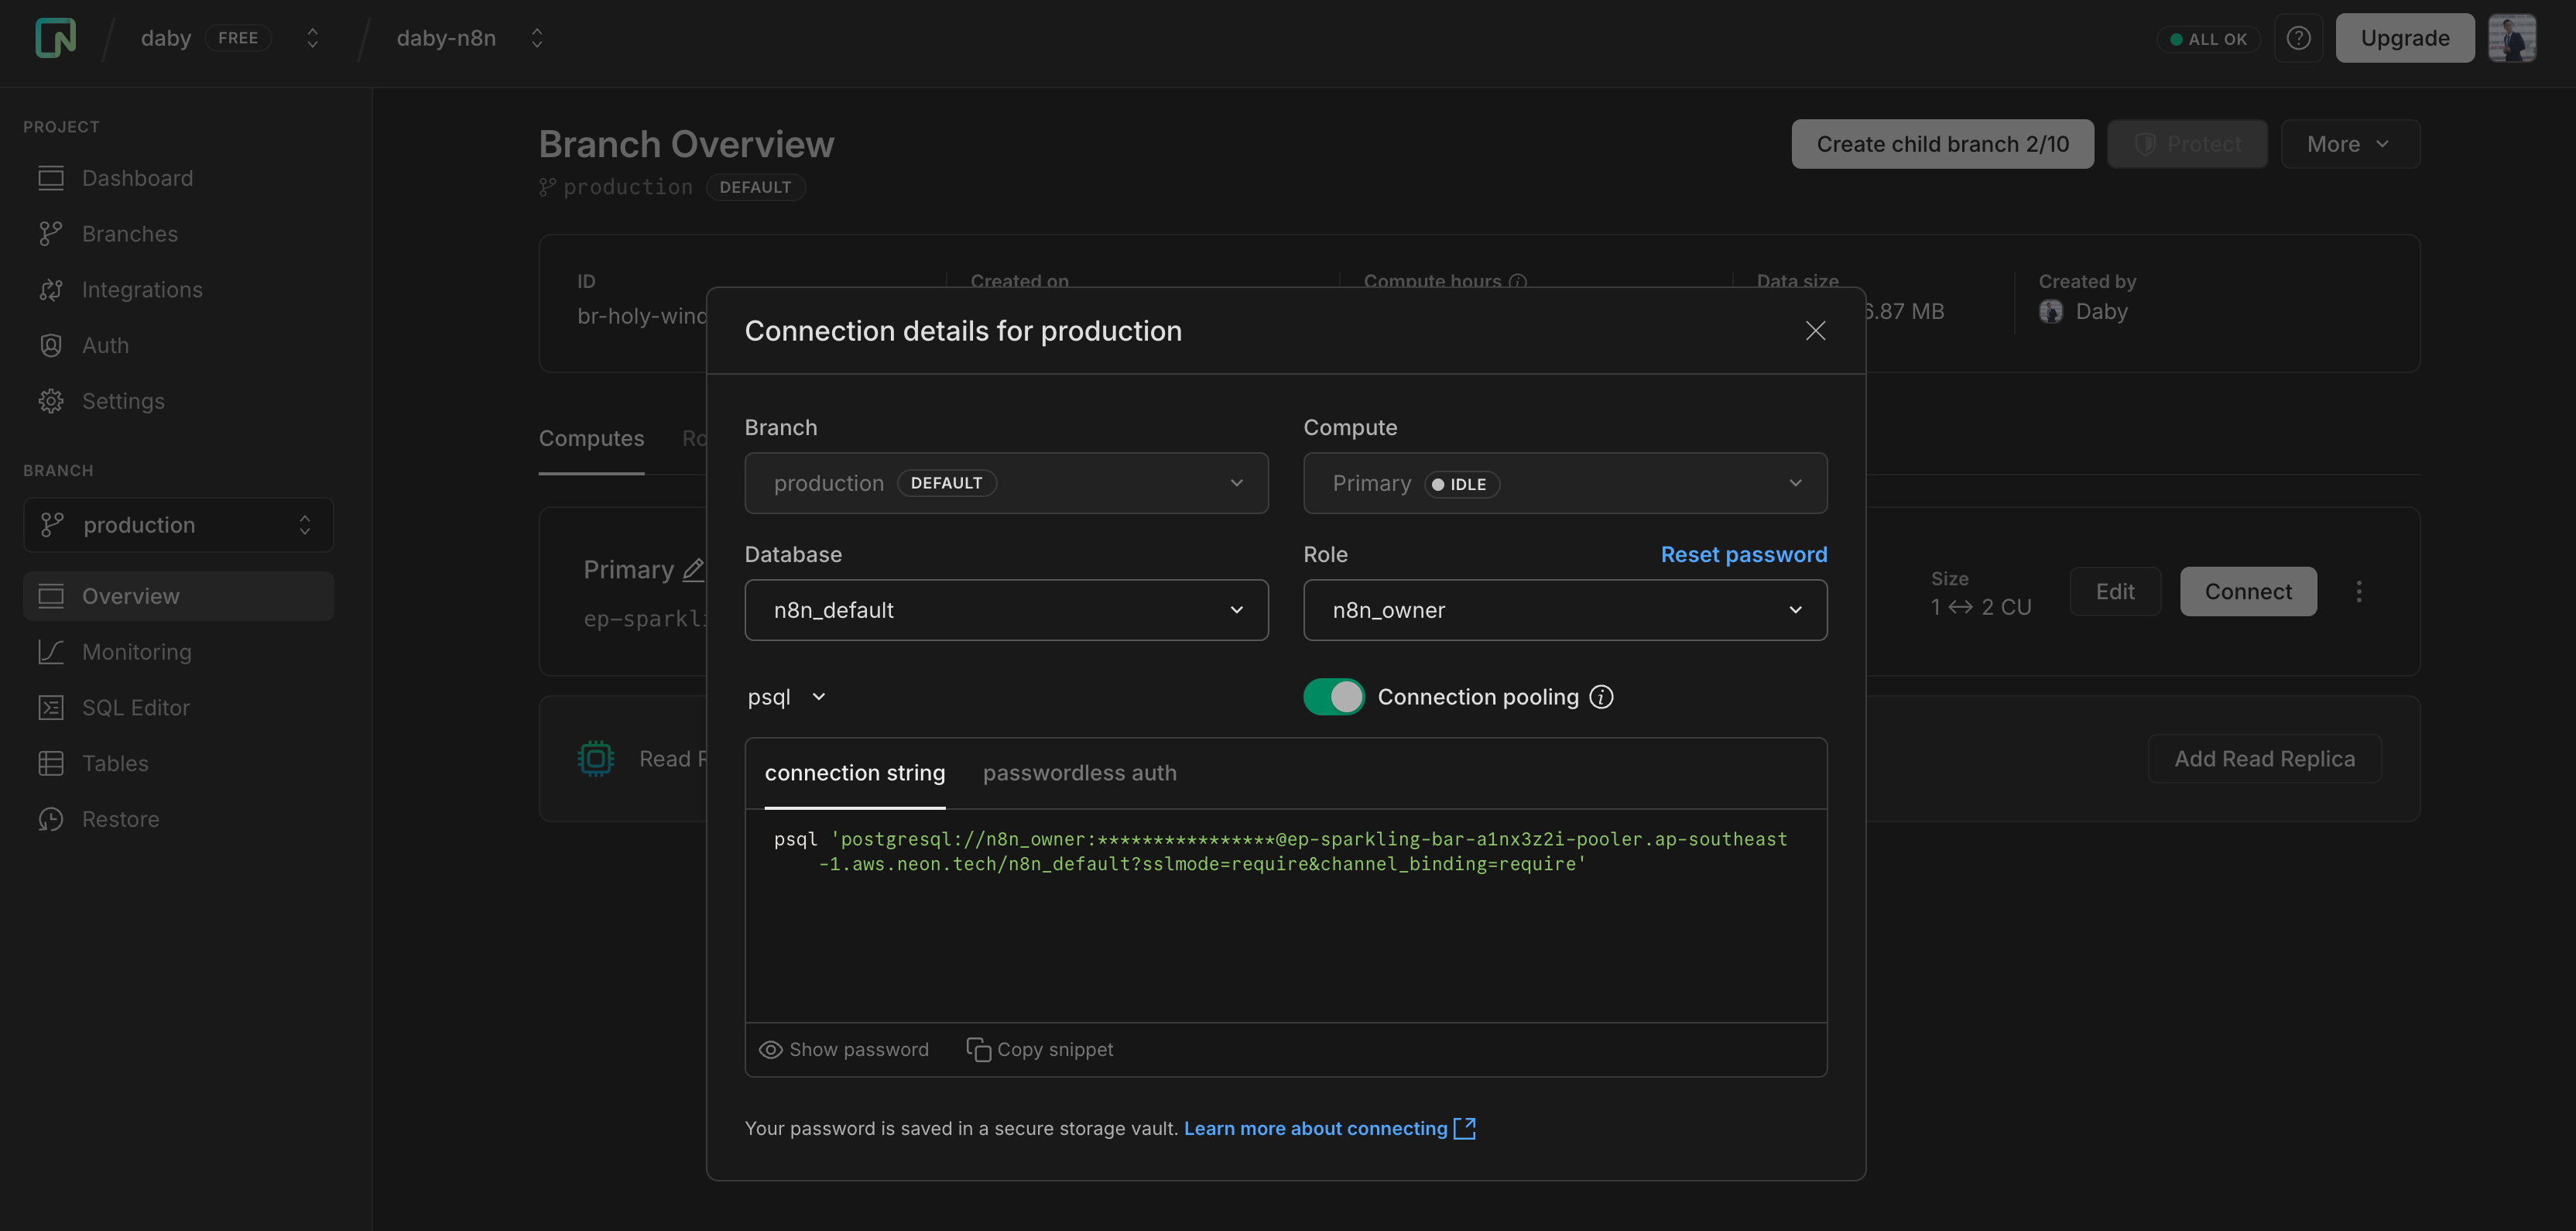 daby FREE
daby-n8n
ALL OK
Upgrade
PROJECT
Dashboard
Branches
Integrations
Auth
Settings
BRANCH
production
Overview
Monitoring
SQL Editor
Tables
Restore
Branch Overview
production DEFAULT
Create child branch 2/10
Protect
More
ID
br-holy-wind
Created on
Compute hours
Data size
6.87 MB
Created by
Daby
Computes
Primary
Size
1 ↔ 2 CU
Edit
Connect
Add Read Replica
Connection details for production
Branch
production DEFAULT
Compute
Primary IDLE
Database
n8n_default
Role
Reset password
n8n_owner
psql
Connection pooling
connection string
passwordless auth
psql 'postgresql://n8n_owner:****************@ep-sparkling-bar-a1nx3z2i-pooler.ap-southeast
-1.aws.neon.tech/n8n_default?sslmode=require&channel_binding=require'
Show password
Copy snippet
Your password is saved in a secure storage vault. Learn more about connecting